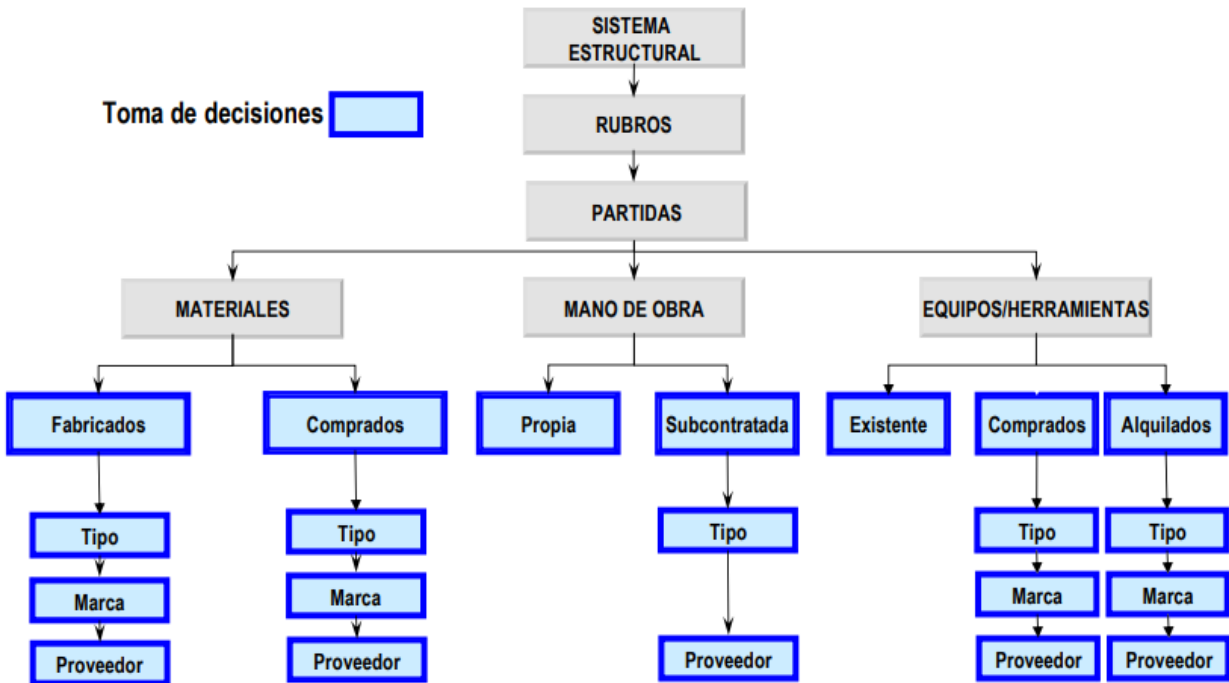 SISTEMA
ESTRUCTURAL
Toma de decisiones
RUBROS
PARTIDAS
MATERIALES
MANO DE OBRA
EQUIPOS/HERRAMIENTAS
Fabricados
Comprados
Propia
Subcontratada
Existente
Comprados
Alquilados
Tipo
Tipo
Tipo
Tipo
Tipo
Marca
Marca
Marca
Marca
Proveedor
Proveedor
Proveedor
Proveedor
Proveedor